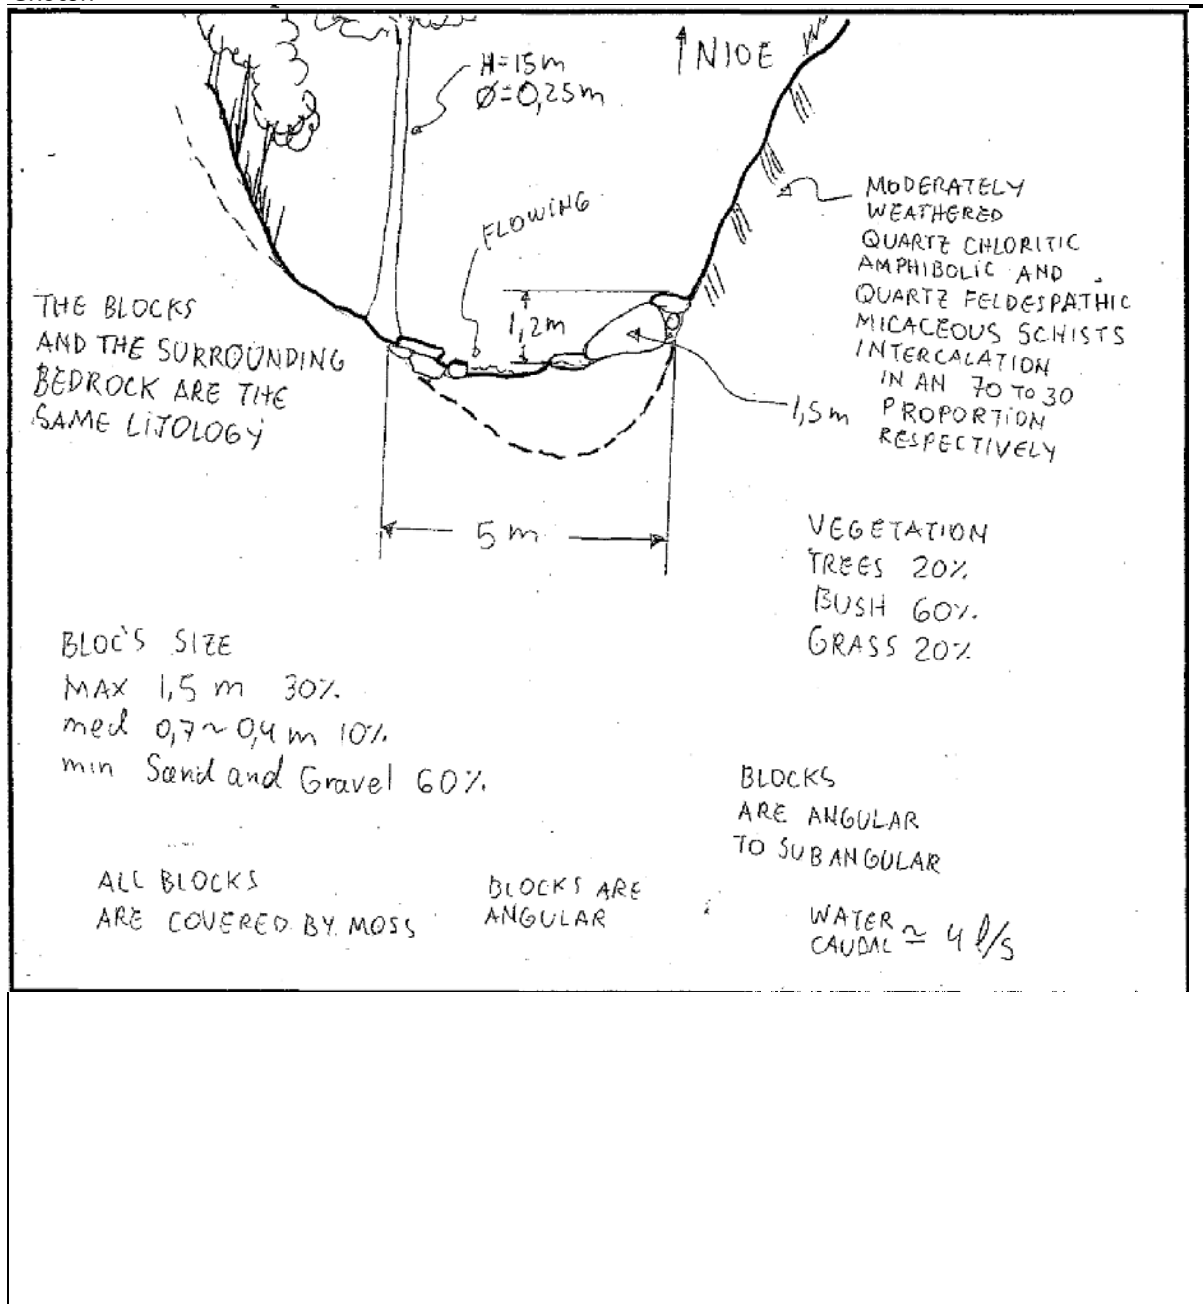 N10E
H=15m
Ø=0,25m
FLOWING
MODERATELY
WEATHERED
QUARTZ CHLORITIC
AMPHIBOLIC AND
QUARTZ FELDESPATHIC
MICACEOUS SCHISTS
INTERCALATION
IN AN 70 TO 30
PROPORTION
RESPECTIVELY
THE BLOCKS
AND THE SURROUNDING
BEDROCK ARE THE
SAME LITOLOGY
1,2m
1,5m
5 m
VEGETATION
TREES 20%
BUSH 60%
GRASS 20%
BLOC'S SIZE
MAX 1,5 m 30%
med 0,7~0,4 m 10%
min Sand and Gravel 60%
BLOCKS
ARE ANGULAR
TO SUBANGULAR
ALL BLOCKS
ARE COVERED BY MOSS
BLOCKS ARE
ANGULAR
WATER
CAUDAL ≃ 4 l/s